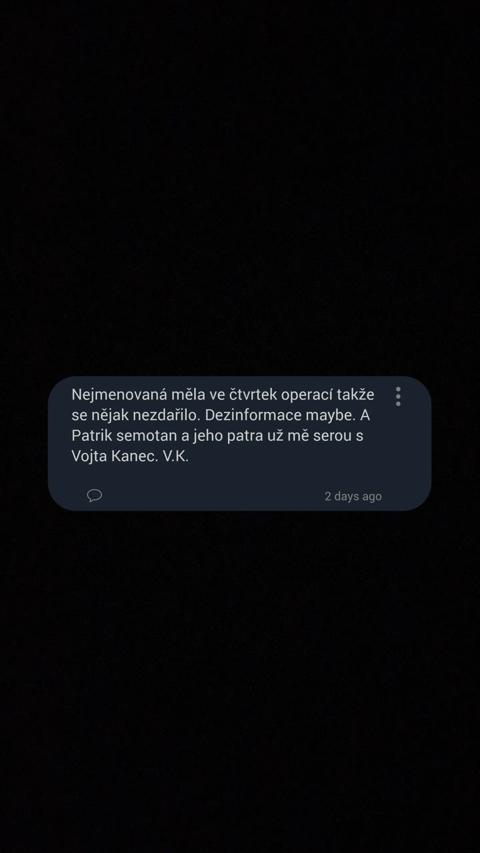 Nejmenovaná měla ve čtvrtek operací takže
se nějak nezdařilo. Dezinformace maybe. A
Patrik semotan a jeho patra už mě serou s
Vojta Kanec. V.K.
2 days ago